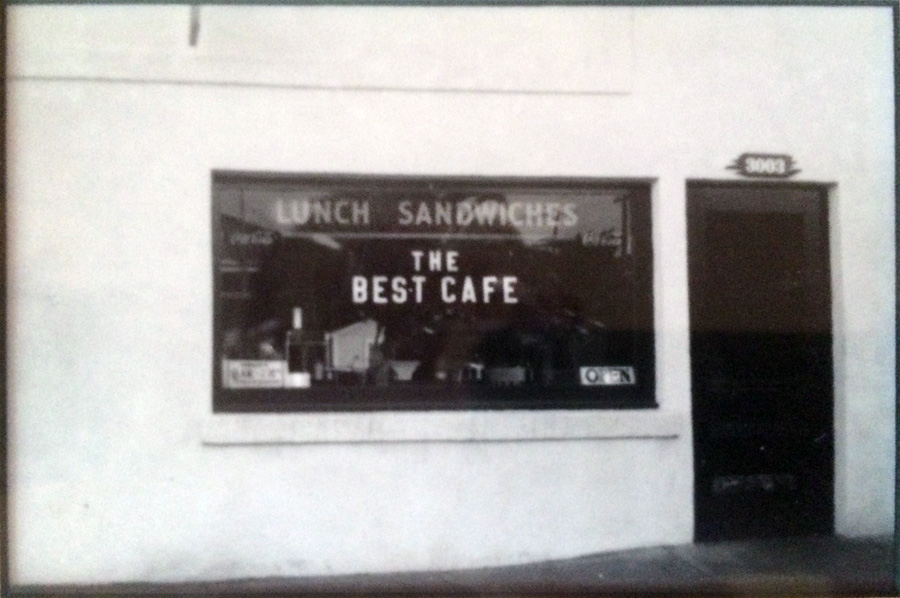 3003
LUNCH SANDWICHES
THE
BEST CAFE
OPEN